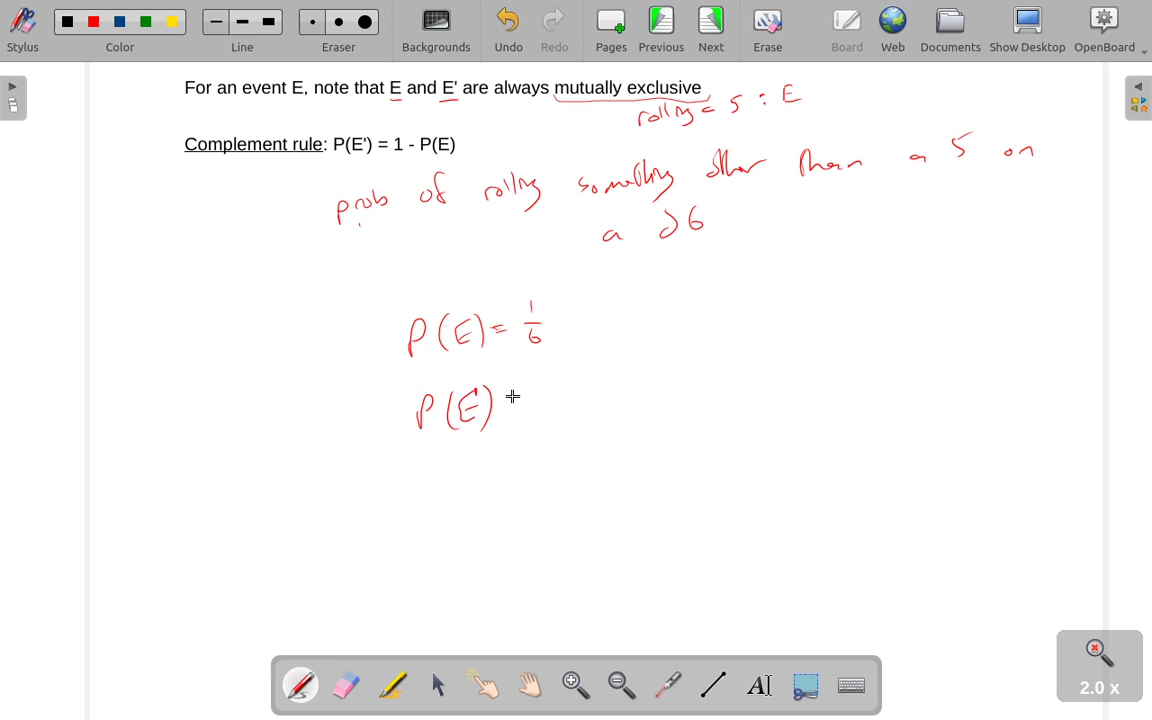 Stylus
Color
Line
Eraser
Backgrounds
Undo
Redo
Pages
Previous
Next
Erase
Board
Web
Documents
Show Desktop
OpenBoard
For an event E, note that E and E' are always mutually exclusive
rolling a 5 : E
Complement rule: P(E') = 1 - P(E)
prob of rolling something other than a 5 on
a d6
P(E) = 1/6
P(E')
2.0 x